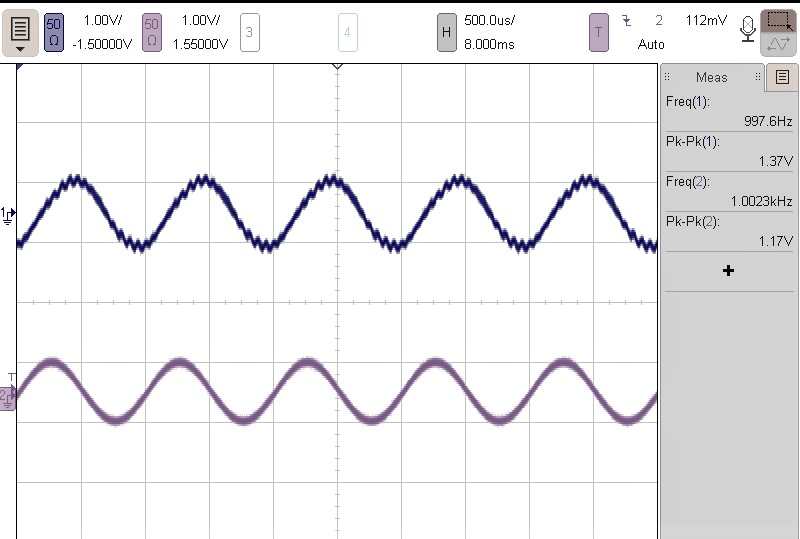 50 Ω 1.00V/ -1.50000V
50 Ω 1.00V/ 1.55000V
3
4
H 500.0us/ 8.000ms
T 2 112mV
Auto
Meas
Freq(1):
997.6Hz
Pk-Pk(1):
1.37V
Freq(2):
1.0023kHz
Pk-Pk(2):
1.17V
1
T
2